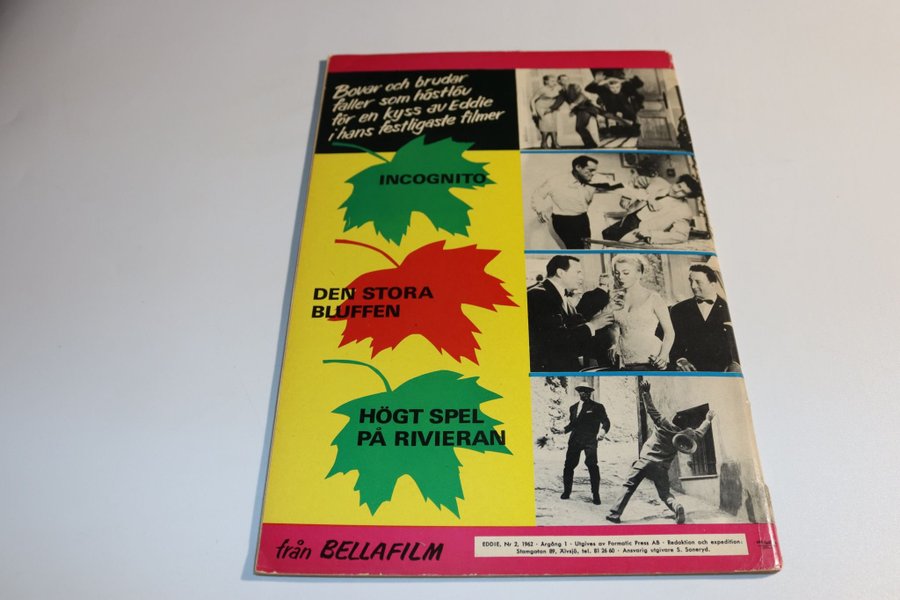 Bovar och brudar
faller som höstlöv
för en kyss av Eddie
i hans festligaste filmer
INCOGNITO
DEN STORA
BLUFFEN
HÖGT SPEL
PÅ RIVIERAN
från BELLAFILM
EDDIE, Nr 2, 1962 · Årgång 1 · Utgives av Formatic Press AB · Redaktion och expedition:
Stamgatan 89, Älvsjö, tel. 81 26 60 · Ansvarig utgivare S. Soneryd.